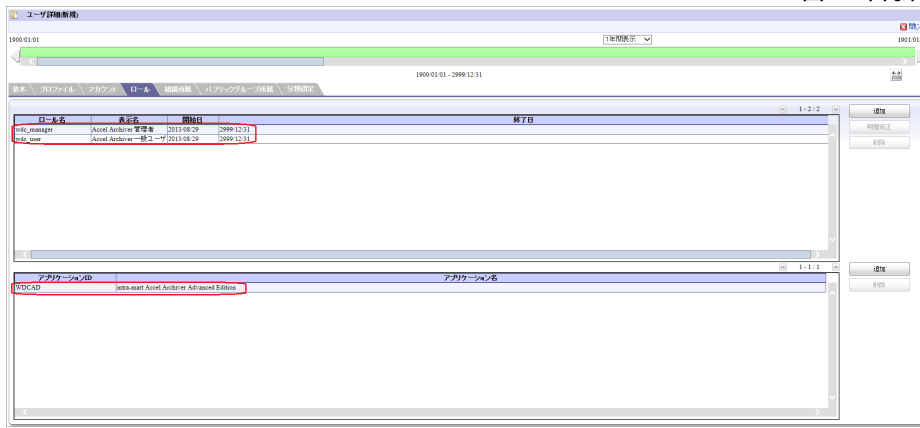 ユーザ詳細(新規)
閉じ
1900/01/01 1年間表示 1901/01
1900/01/01 - 2999/12/31
基本 プロファイル アカウント ロール 組織所属 パブリックグループ所属 分類設定
1 - 2 / 2 追加
ロール名 表示名 開始日 終了日
wdc_manager Accel Archiver 管理者 2013/08/29 2999/12/31 期間修正
wdc_user Accel Archiver 一般ユーザ 2013/08/29 2999/12/31 削除
1 - 1 / 1 追加
アプリケーションID アプリケーション名
WDCAD intra-mart Accel Archiver Advanced Edition 削除